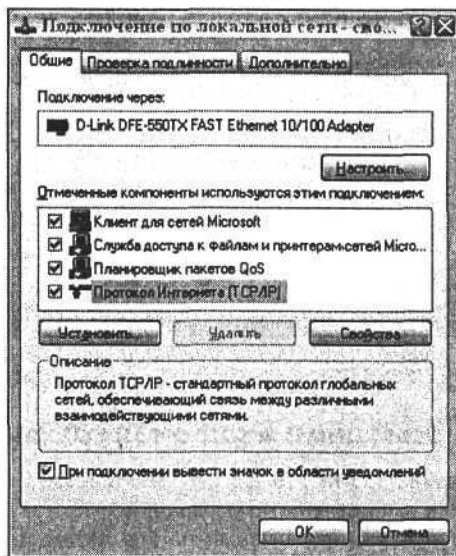 Подключение по локальной сети - сво...
Общие Проверка подлинности Дополнительно
Подключение через:
D-Link DFE-550TX FAST Ethernet 10/100 Adapter
Настроить...
Отмеченные компоненты используются этим подключением:
Клиент для сетей Microsoft
Служба доступа к файлам и принтерам сетей Micro...
Планировщик пакетов QoS
Протокол Интернета (TCP/IP)
Установить... Удалить Свойства
Описание
Протокол TCP/IP - стандартный протокол глобальных
сетей, обеспечивающий связь между различными
взаимодействующими сетями.
При подключении вывести значок в области уведомлений
OK Отмена